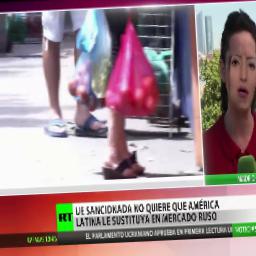 MADRID
RT UE SANCIONADA NO QUIERE QUE AMÉRICA
LATINA LE SUSTITUYA EN MERCADO RUSO
EL PARLAMENTO UCRANIANO APRUEBA EN PRIMERA LECTURA U